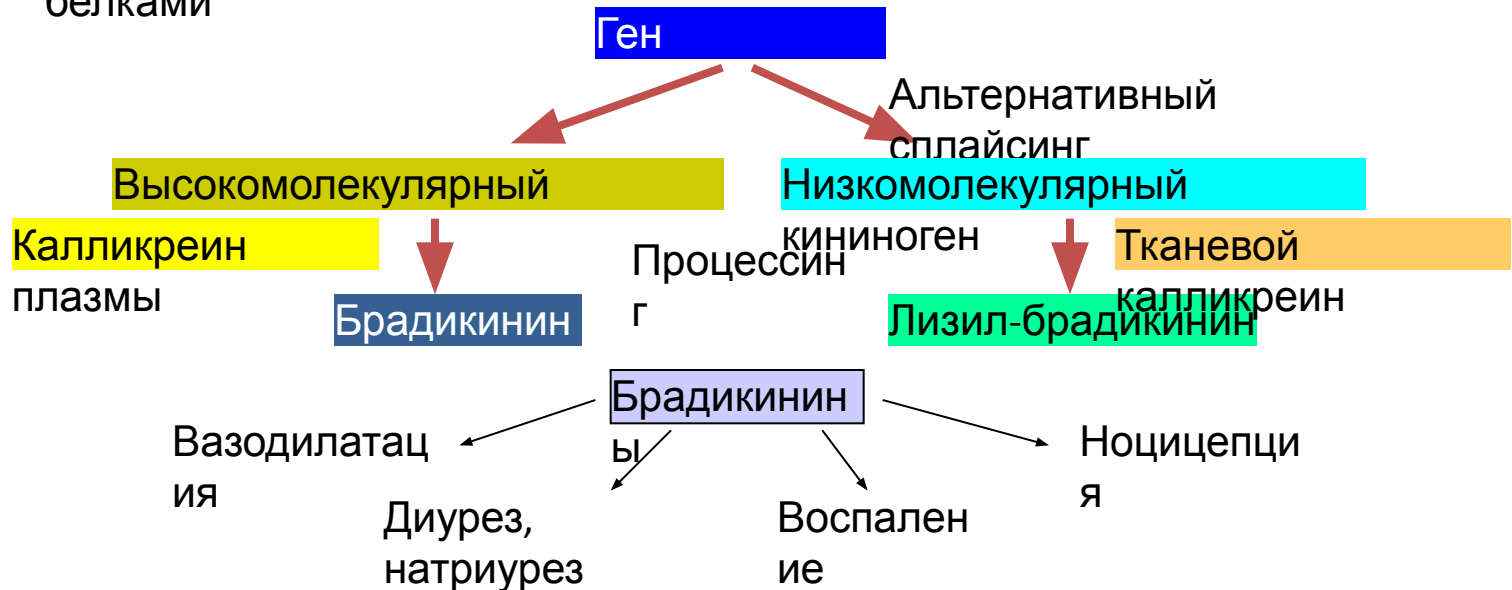 белками
Ген
Альтернативный
сплайсинг
Высокомолекулярный
Низкомолекулярный
кининоген
Калликреин
плазмы
Процессин
г
Тканевой
калликреин
Брадикинин
Лизил-брадикинин
Брадикинин
ы
Вазодилатац
ия
Ноцицепци
я
Диурез,
натриурез
Воспален
ие